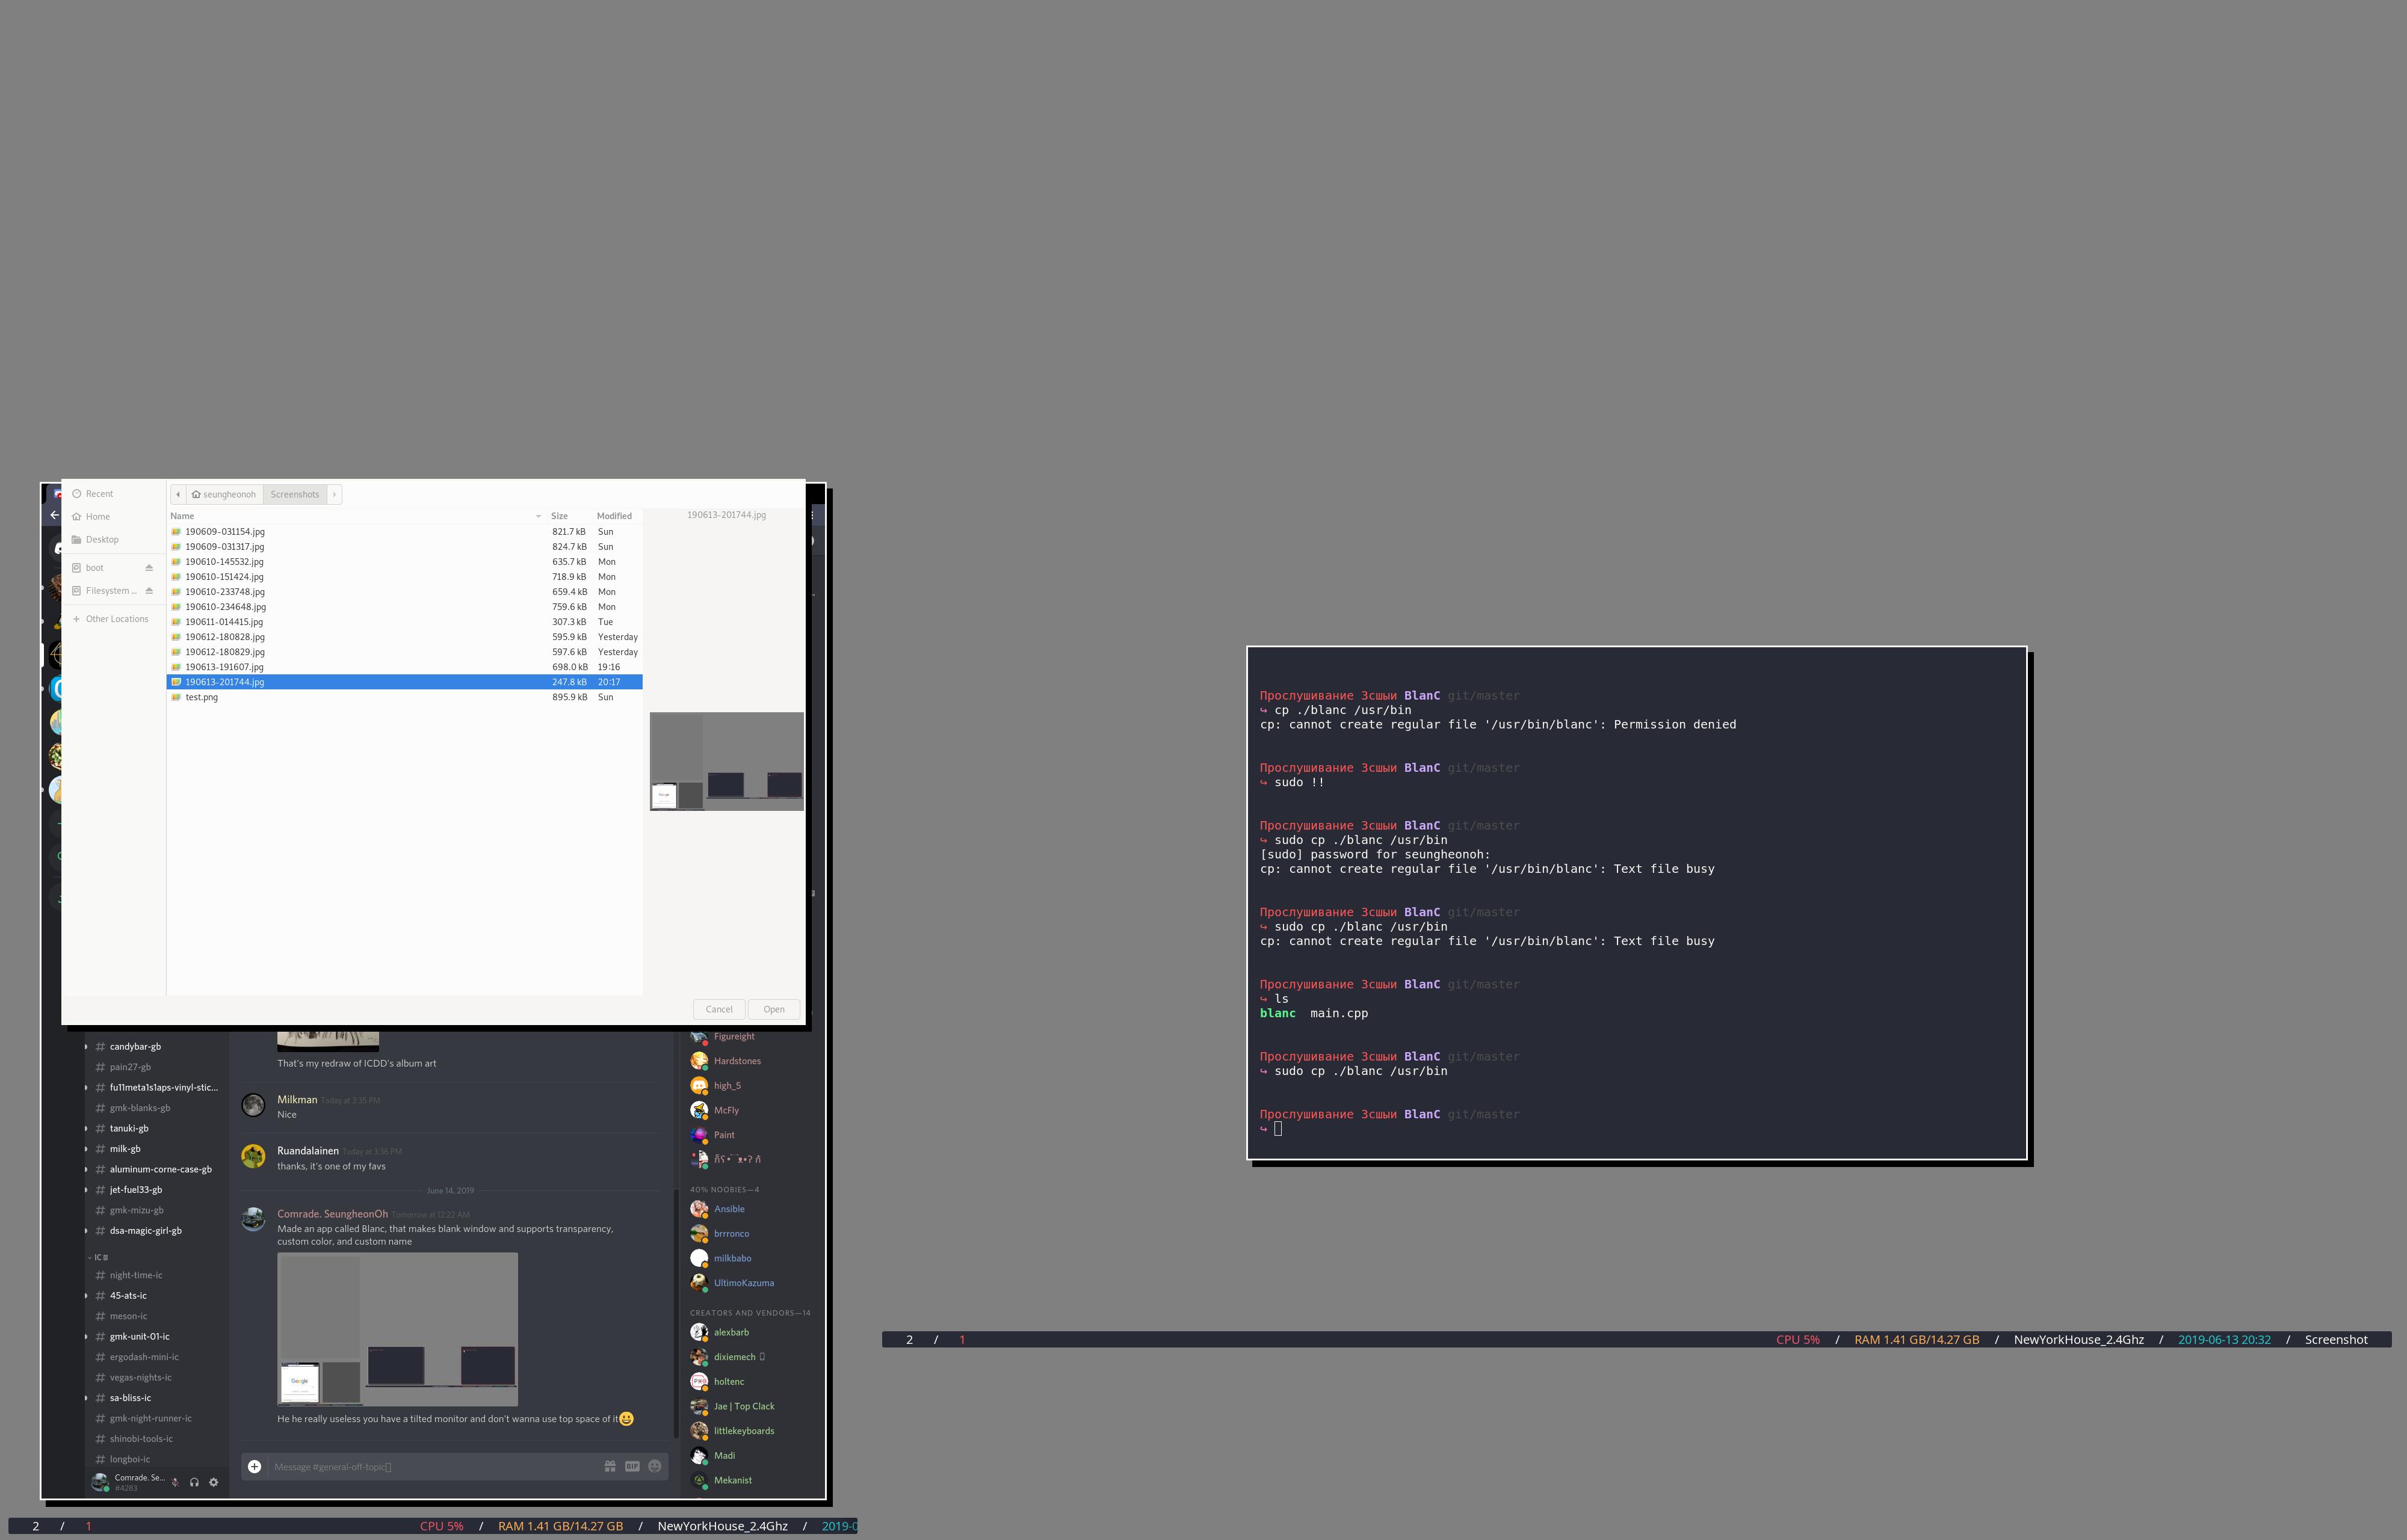 Recent
Home
Desktop
boot
Filesystem ...
Other Locations
seungheonoh Screenshots
Name Size Modified
190609-031154.jpg 821.7 kB Sun
190609-031317.jpg 824.7 kB Sun
190610-145532.jpg 635.7 kB Mon
190610-151424.jpg 718.9 kB Mon
190610-233748.jpg 659.4 kB Mon
190610-234648.jpg 759.6 kB Mon
190611-014415.jpg 307.3 kB Tue
190612-180828.jpg 595.9 kB Yesterday
190612-180829.jpg 597.6 kB Yesterday
190613-191607.jpg 698.0 kB 19:16
190613-201744.jpg 247.8 kB 20:17
test.png 895.9 kB Sun
190613-201744.jpg
Google
Cancel Open
# candybar-gb
# pain27-gb
# fu11meta1s1aps-vinyl-stic...
# gmk-blanks-gb
# tanuki-gb
# milk-gb
# aluminum-corne-case-gb
# jet-fuel33-gb
# gmk-mizu-gb
# dsa-magic-girl-gb
IC
# night-time-ic
# 45-ats-ic
# meson-ic
# gmk-unit-01-ic
# ergodash-mini-ic
# vegas-nights-ic
# sa-bliss-ic
# gmk-night-runner-ic
# shinobi-tools-ic
# longboi-ic
Comrade. Se...
#4283
That's my redraw of ICDD's album art
Milkman Today at 3:35 PM
Nice
Ruandalainen Today at 3:36 PM
thanks, it's one of my favs
June 14, 2019
Comrade. SeungheonOh Tomorrow at 12:22 AM
Made an app called Blanc, that makes blank window and supports transparency,
custom color, and custom name
Google
He he really useless you have a tilted monitor and don't wanna use top space of it
Message #general-off-topic
GIF
Figureight
Hardstones
high_5
McFly
Paint
40% NOOBIES—4
Ansible
brrronco
milkbabo
UltimoKazuma
CREATORS AND VENDORS—14
alexbarb
dixiemech
holtenc
Jae | Top Clack
littlekeyboards
Madi
Mekanist
2 / 1 CPU 5% / RAM 1.41 GB/14.27 GB / NewYorkHouse_2.4Ghz / 2019-0
Прослушивание Зсшыи BlanC git/master
↪ cp ./blanc /usr/bin
cp: cannot create regular file '/usr/bin/blanc': Permission denied
Прослушивание Зсшыи BlanC git/master
↪ sudo !!
Прослушивание Зсшыи BlanC git/master
↪ sudo cp ./blanc /usr/bin
[sudo] password for seungheonoh:
cp: cannot create regular file '/usr/bin/blanc': Text file busy
Прослушивание Зсшыи BlanC git/master
↪ sudo cp ./blanc /usr/bin
cp: cannot create regular file '/usr/bin/blanc': Text file busy
Прослушивание Зсшыи BlanC git/master
↪ ls
blanc main.cpp
Прослушивание Зсшыи BlanC git/master
↪ sudo cp ./blanc /usr/bin
Прослушивание Зсшыи BlanC git/master
↪
2 / 1 CPU 5% / RAM 1.41 GB/14.27 GB / NewYorkHouse_2.4Ghz / 2019-06-13 20:32 / Screenshot